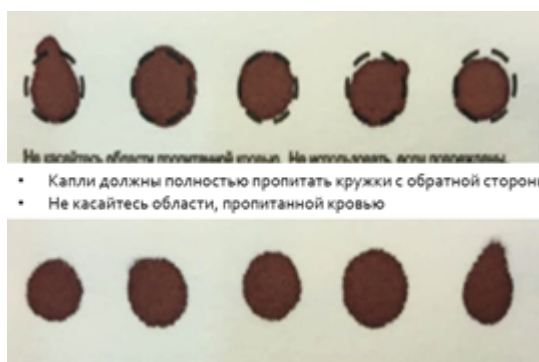 Не касайтесь области пропитанной кровью. Не использовать, если повреждены.
Капли должны полностью пропитать кружки с обратной сторон
Не касайтесь области, пропитанной кровью